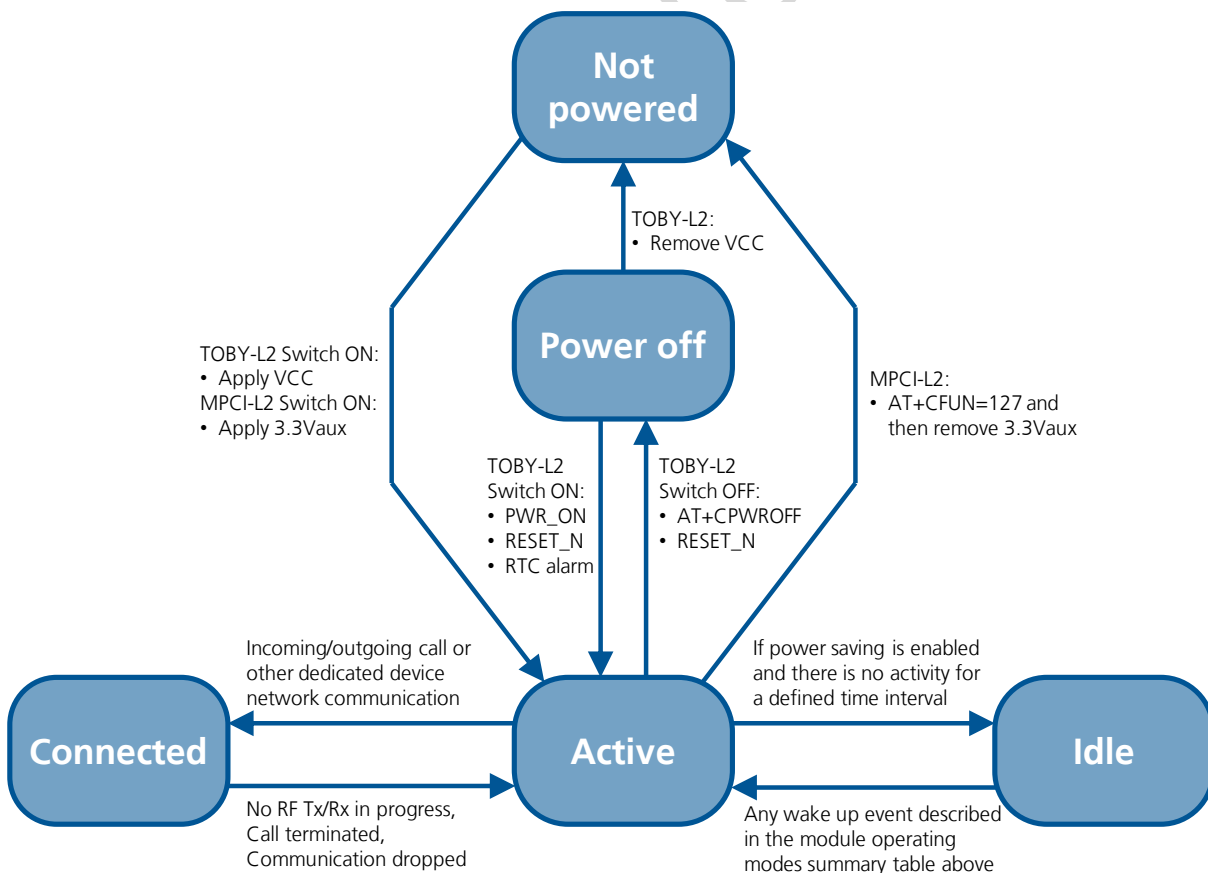 Not
powered
TOBY-L2:
• Remove VCC
Power off
TOBY-L2 Switch ON:
• Apply VCC
MPCI-L2 Switch ON:
• Apply 3.3Vaux
MPCI-L2:
• AT+CFUN=127 and
then remove 3.3Vaux
TOBY-L2
Switch ON:
• PWR_ON
• RESET_N
• RTC alarm
TOBY-L2
Switch OFF:
• AT+CPWROFF
• RESET_N
Incoming/outgoing call or
other dedicated device
network communication
If power saving is enabled
and there is no activity for
a defined time interval
Connected
Active
Idle
No RF Tx/Rx in progress,
Call terminated,
Communication dropped
Any wake up event described
in the module operating
modes summary table above